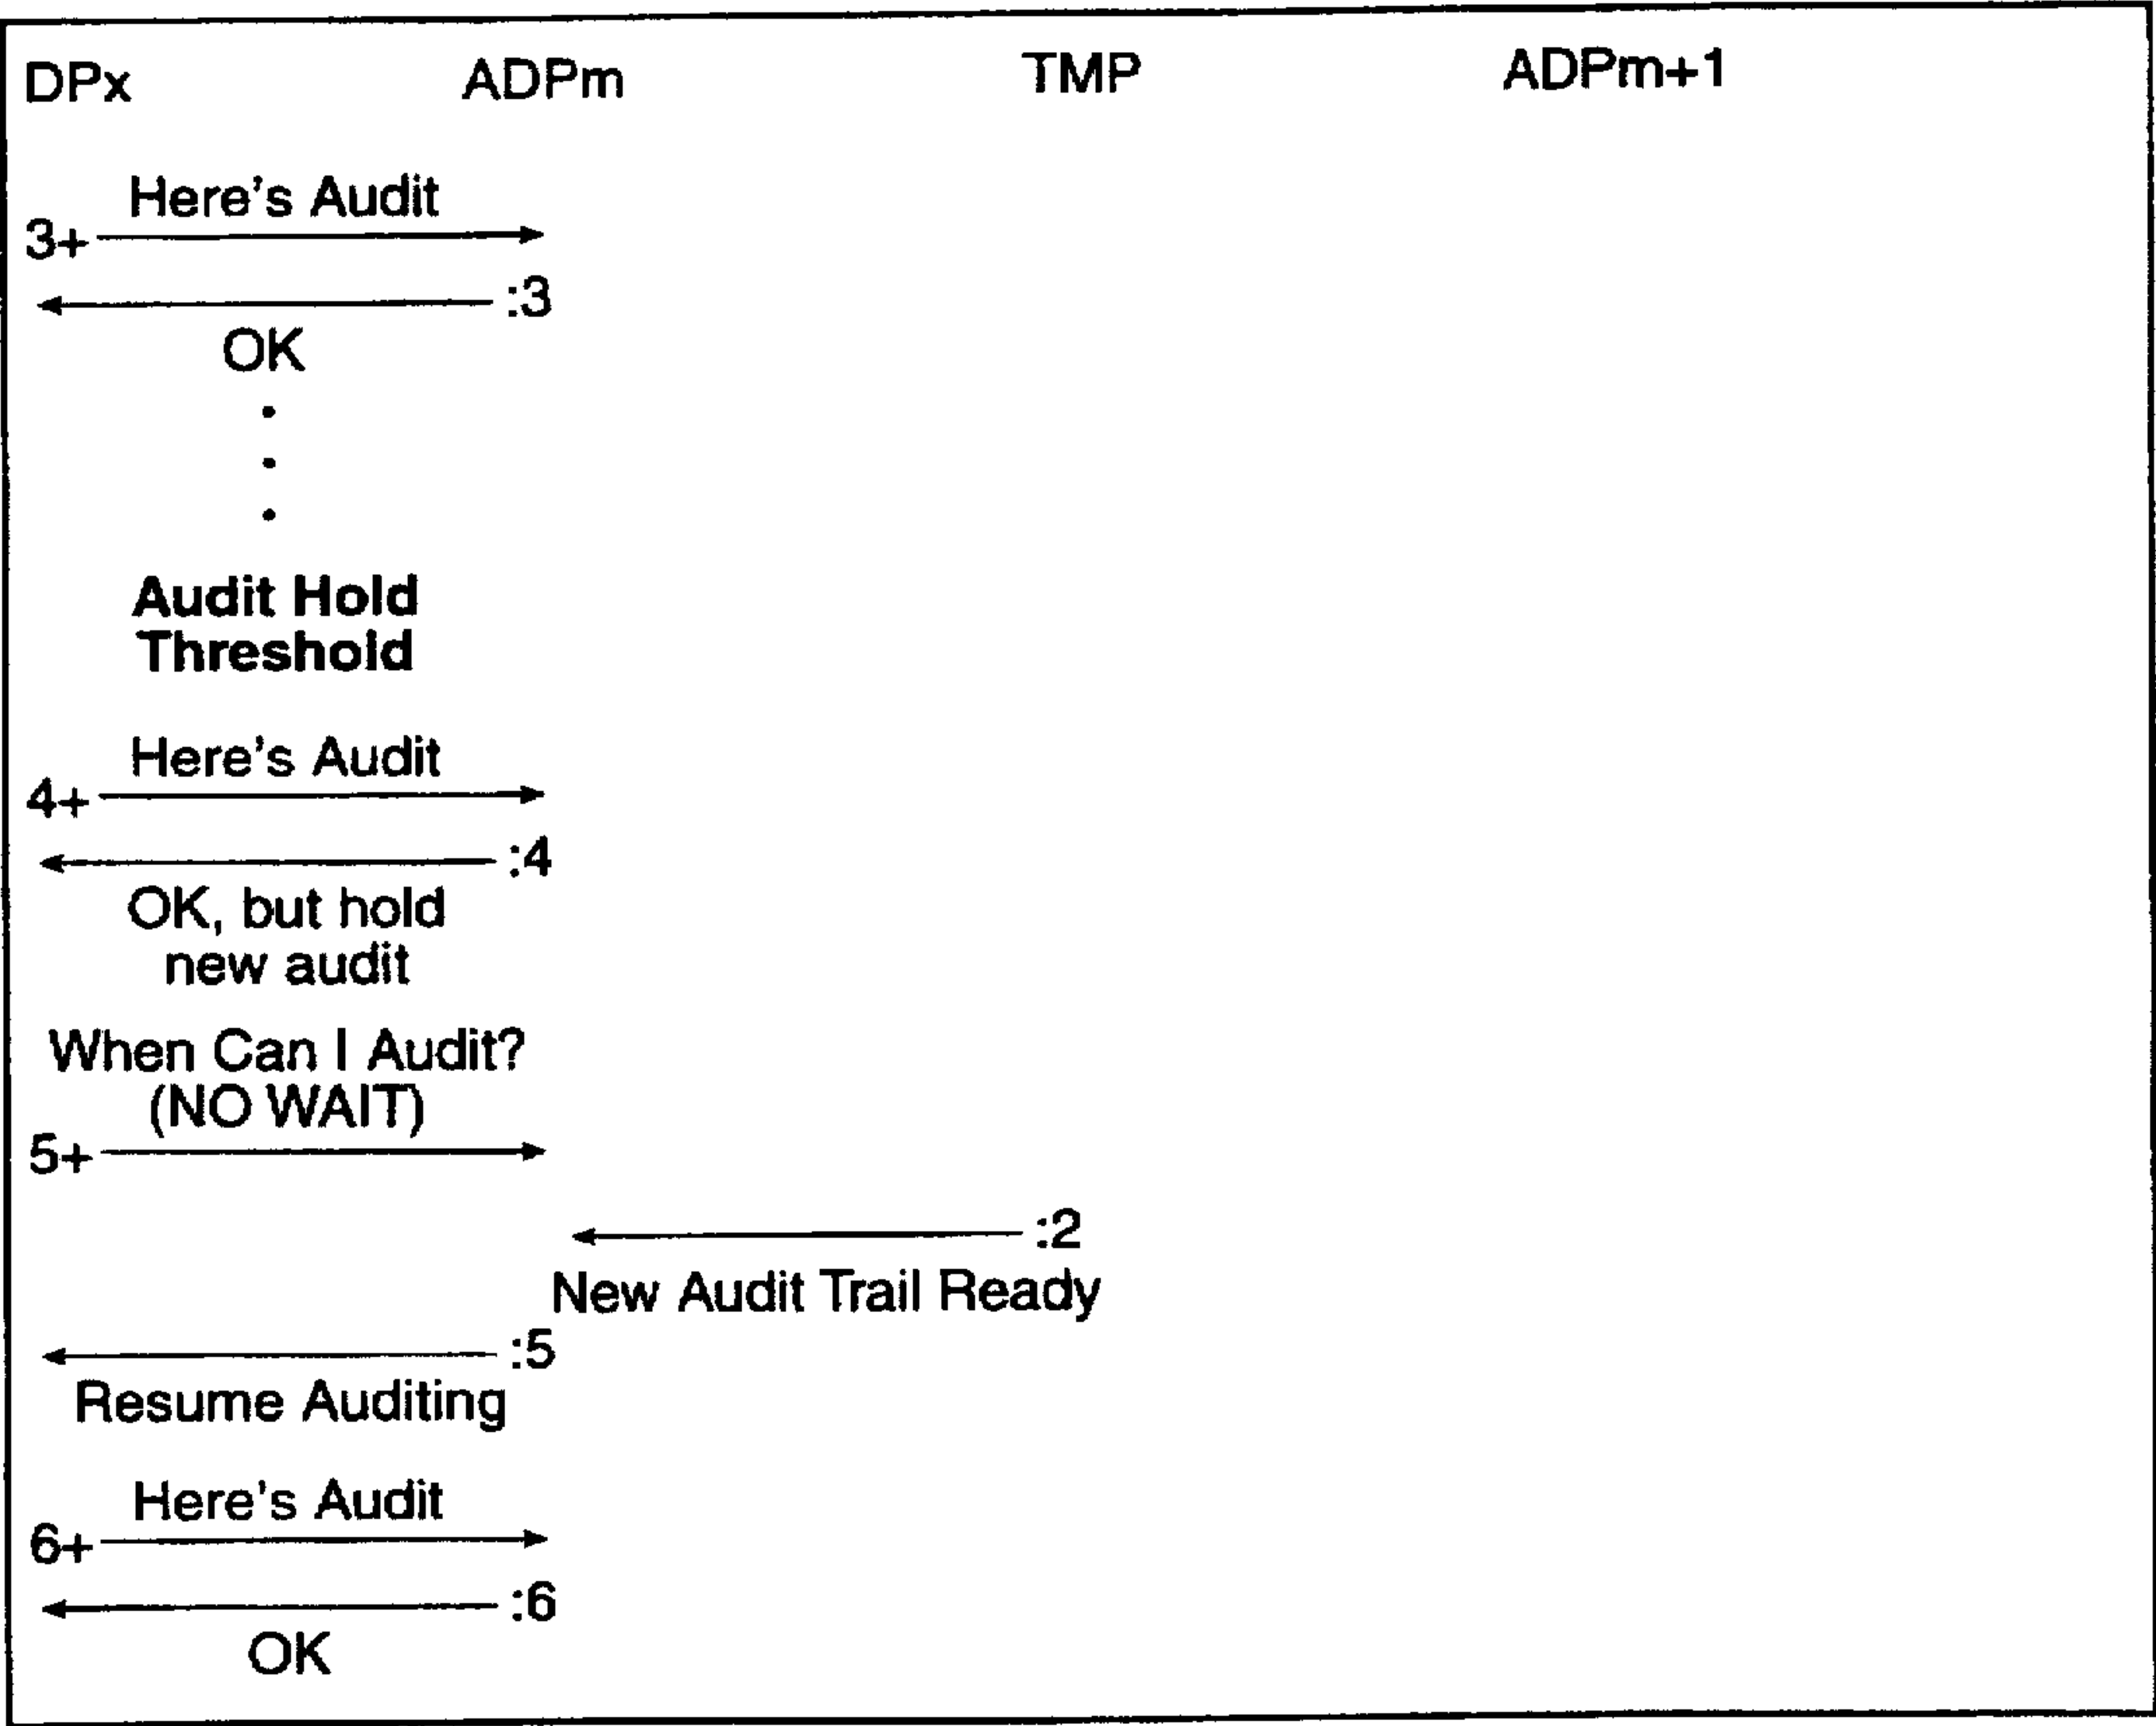 DPx ADPm TMP ADPm+1
Here's Audit
3+
:3
OK
Audit Hold
Threshold
Here's Audit
4+
:4
OK, but hold
new audit
When Can I Audit?
(NO WAIT)
5+
:2
New Audit Trail Ready
:5
Resume Auditing
Here's Audit
6+
:6
OK